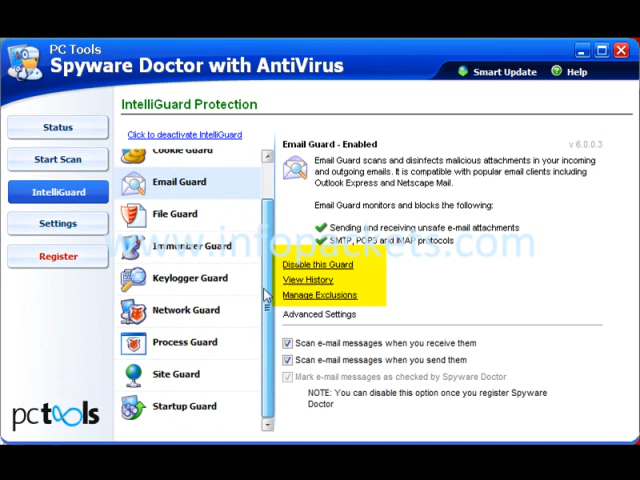 PC Tools
Spyware Doctor with AntiVirus
Smart Update
Help
IntelliGuard Protection
Status
Start Scan
IntelliGuard
Settings
Register
pctools
Click to deactivate IntelliGuard
Cookie Guard
Email Guard
File Guard
Immunizer Guard
Keylogger Guard
Network Guard
Process Guard
Site Guard
Startup Guard
Email Guard - Enabled
v 6.0.0.3
Email Guard scans and disinfects malicious attachments in your incoming
and outgoing emails. It is compatible with popular email clients including
Outlook Express and Netscape Mail.
Email Guard monitors and blocks the following:
Sending and receiving unsafe e-mail attachments
SMTP, POP3 and IMAP protocols
www.infopackets.com
Disable this Guard
View History
Manage Exclusions
Advanced Settings
Scan e-mail messages when you receive them
Scan e-mail messages when you send them
Mark e-mail messages as checked by Spyware Doctor
NOTE: You can disable this option once you register Spyware
Doctor